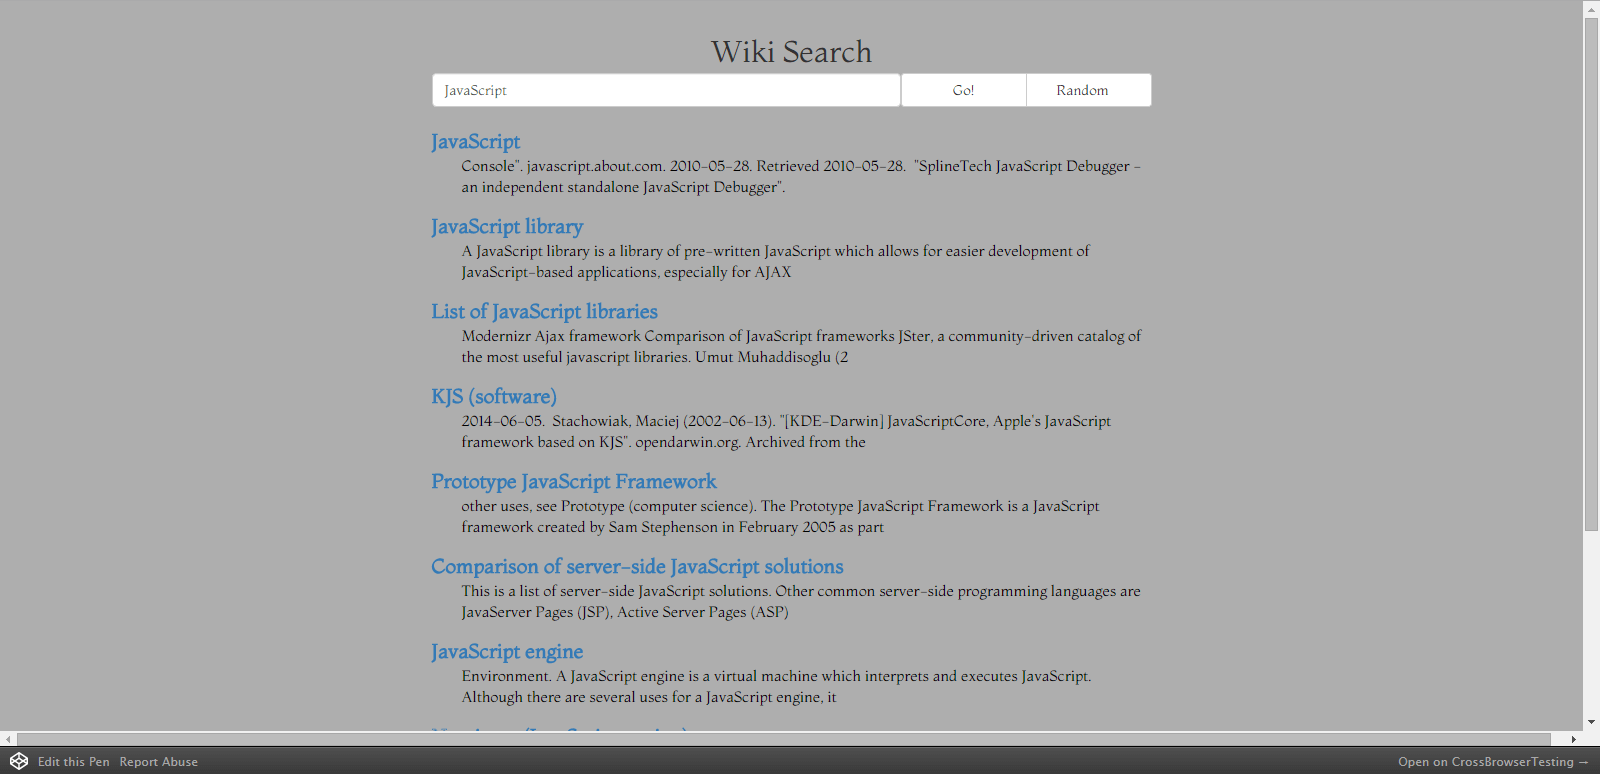 Wiki Search
JavaScript
Go!
Random
JavaScript
Console". javascript.about.com. 2010-05-28. Retrieved 2010-05-28.  "SplineTech JavaScript Debugger -
an independent standalone JavaScript Debugger".
JavaScript library
A JavaScript library is a library of pre-written JavaScript which allows for easier development of
JavaScript-based applications, especially for AJAX
List of JavaScript libraries
Modernizr Ajax framework Comparison of JavaScript frameworks JSter, a community-driven catalog of
the most useful javascript libraries. Umut Muhaddisoglu (2
KJS (software)
2014-06-05.  Stachowiak, Maciej (2002-06-13). "[KDE-Darwin] JavaScriptCore, Apple's JavaScript
framework based on KJS". opendarwin.org. Archived from the
Prototype JavaScript Framework
other uses, see Prototype (computer science). The Prototype JavaScript Framework is a JavaScript
framework created by Sam Stephenson in February 2005 as part
Comparison of server-side JavaScript solutions
This is a list of server-side JavaScript solutions. Other common server-side programming languages are
JavaServer Pages (JSP), Active Server Pages (ASP)
JavaScript engine
Environment. A JavaScript engine is a virtual machine which interprets and executes JavaScript.
Although there are several uses for a JavaScript engine, it
Edit this Pen
Report Abuse
Open on CrossBrowserTesting →